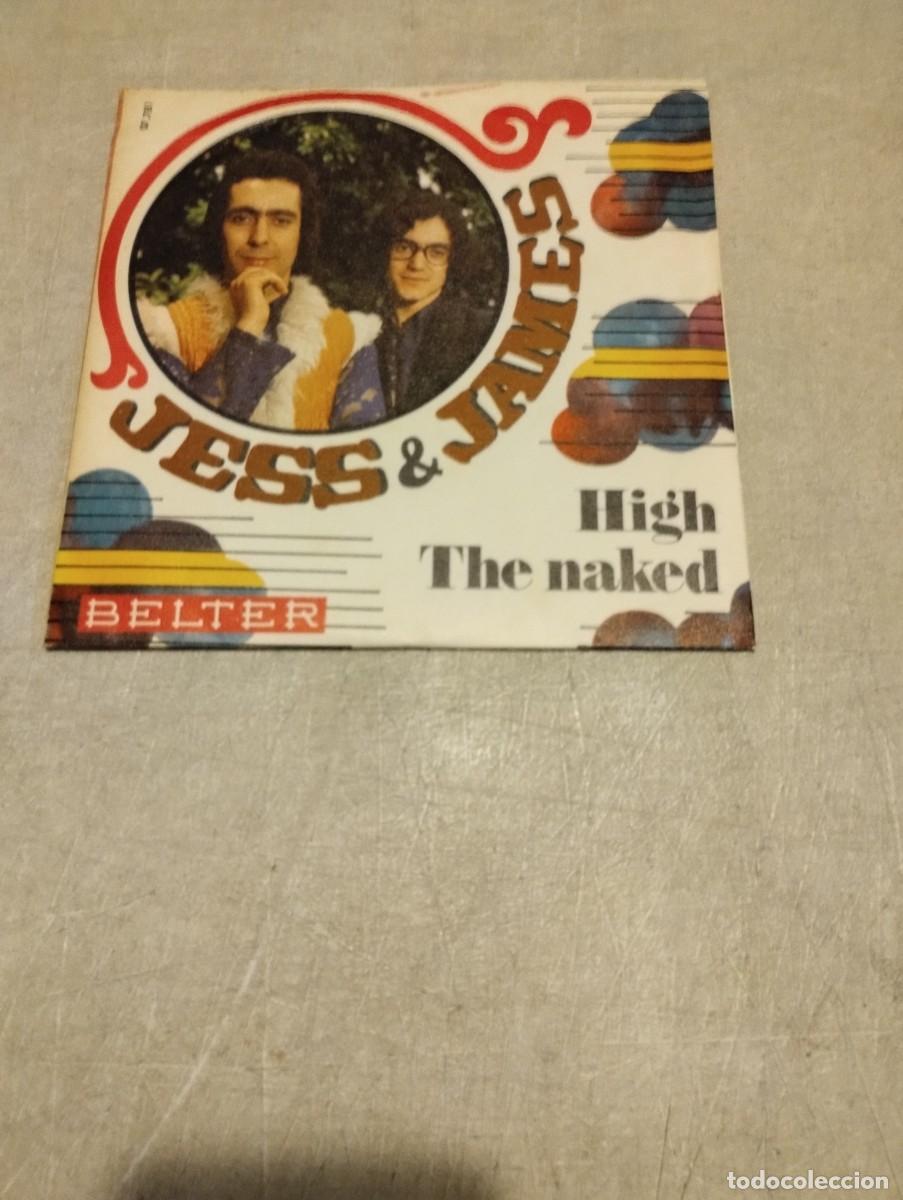 JESS & JAMES
High
The naked
BELTER
todocoleccion